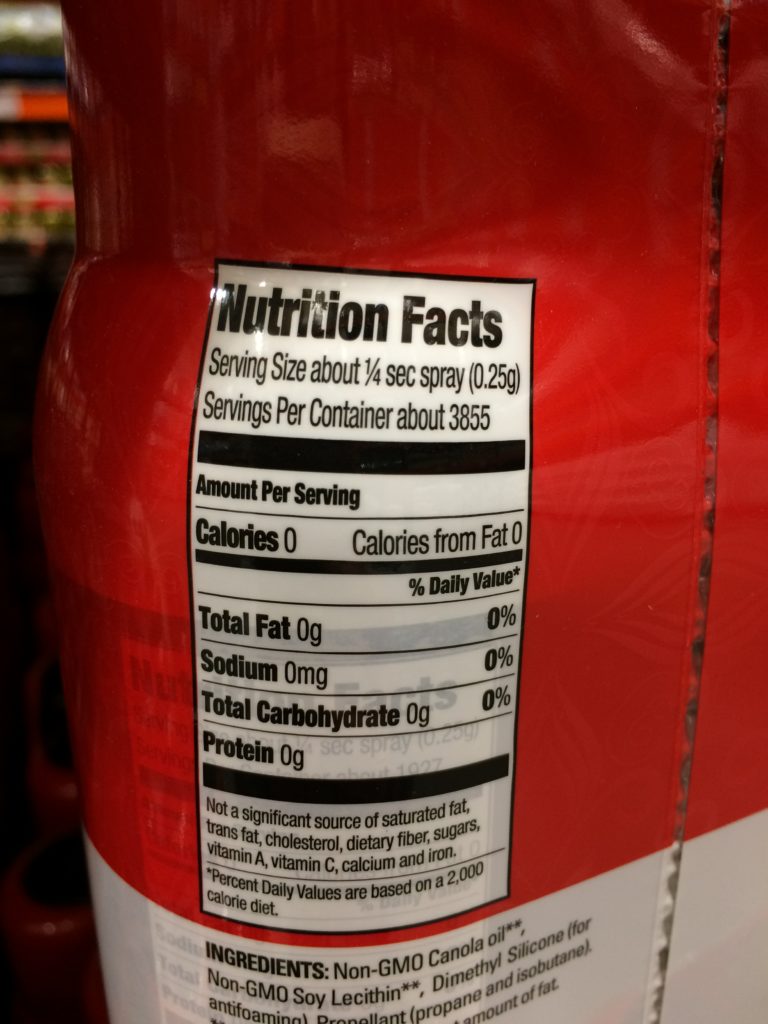 Nutrition Facts
Serving Size about ¼ sec spray (0.25g)
Servings Per Container about 3855
Amount Per Serving
Calories 0 Calories from Fat 0
% Daily Value*
Total Fat 0g 0%
Sodium 0mg 0%
Total Carbohydrate 0g 0%
Protein 0g
Not a significant source of saturated fat,
trans fat, cholesterol, dietary fiber, sugars,
vitamin A, vitamin C, calcium and iron.
*Percent Daily Values are based on a 2,000
calorie diet.
INGREDIENTS: Non-GMO Canola oil**,
Non-GMO Soy Lecithin**, Dimethyl Silicone (for
antifoaming), Propellant (propane and isobutane).
amount of fat.